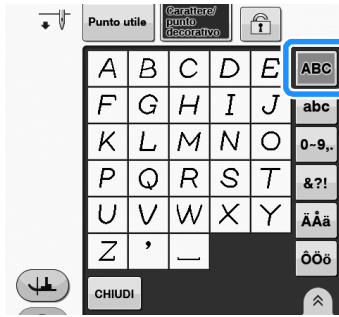 Punto utile
Carattere/
punto
decorativo
A B C D E ABC
F G H I J abc
K L M N O 0~9,.
P Q R S T &?!
U V W X Y ÄÅä
Z ’ _ ÔÖö
CHIUDI